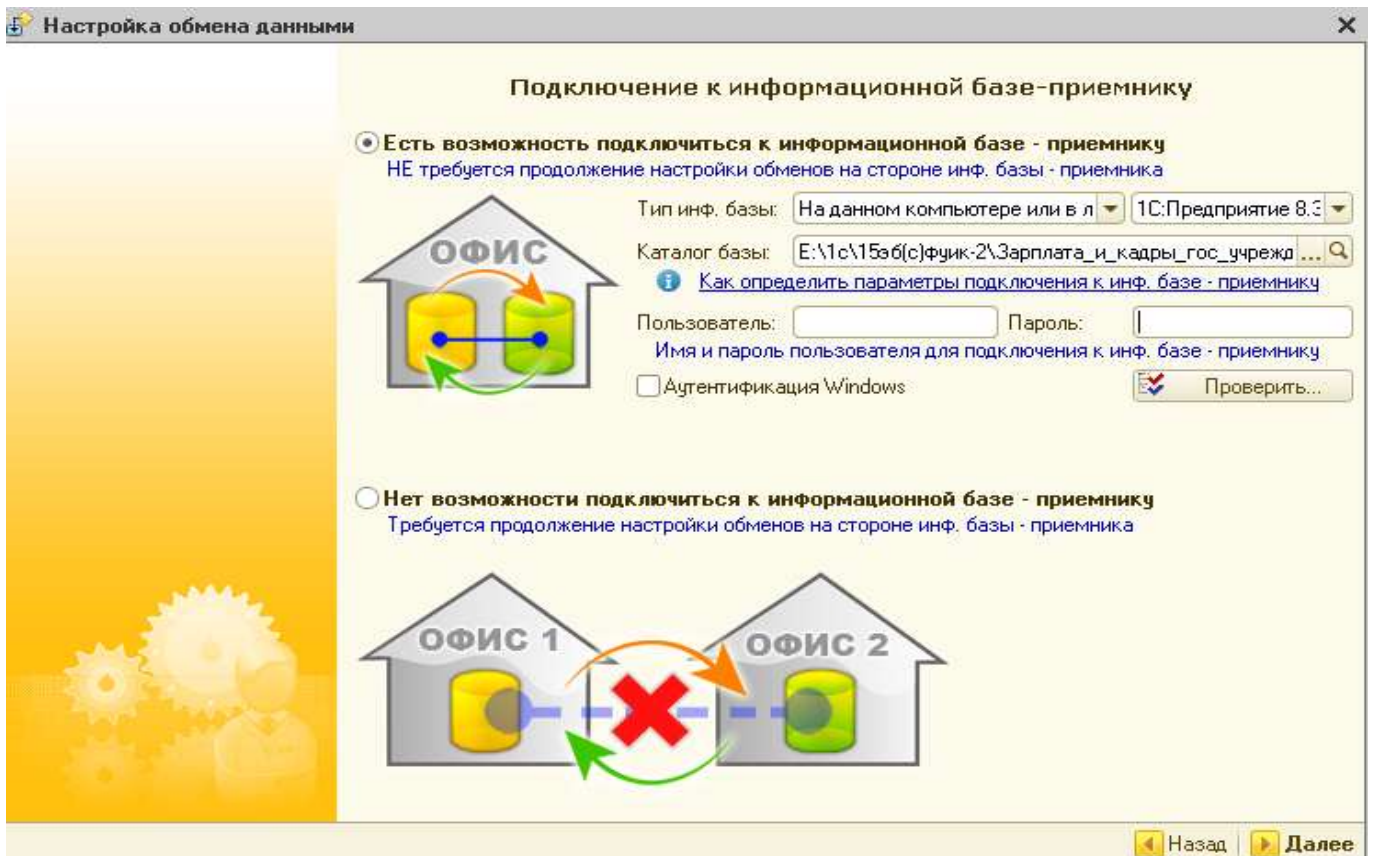 Настройка обмена данными
Подключение к информационной базе-приемнику
Есть возможность подключиться к информационной базе - приемнику
НЕ требуется продолжение настройки обменов на стороне инф. базы - приемника
ОФИС
Тип инф. базы: На данном компьютере или в л 1С:Предприятие 8.3
Каталог базы: E:\1c\15эб(с)фуик-2\Зарплата_и_кадры_гос_учрежд ...
Как определить параметры подключения к инф. базе - приемнику
Пользователь: Пароль:
Имя и пароль пользователя для подключения к инф. базе - приемнику
Аутентификация Windows Проверить...
Нет возможности подключиться к информационной базе - приемнику
Требуется продолжение настройки обменов на стороне инф. базы - приемника
ОФИС 1 ОФИС 2
Назад Далее